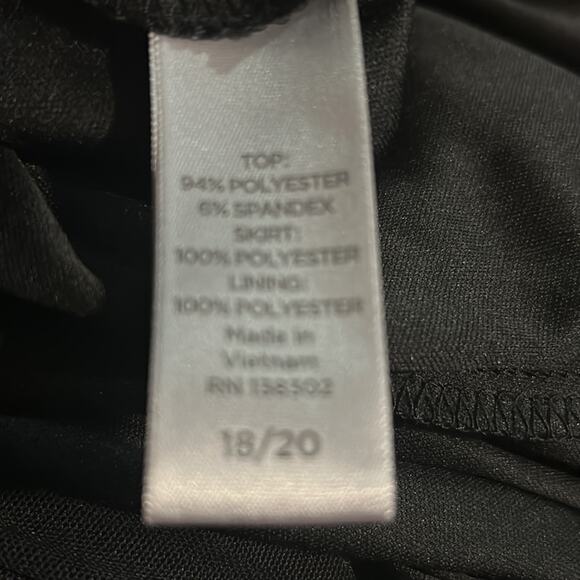 TOP:
94% POLYESTER
6% SPANDEX
SKIRT:
100% POLYESTER
LINING:
100% POLYESTER
Made in
Vietnam
RN 138302
18/20